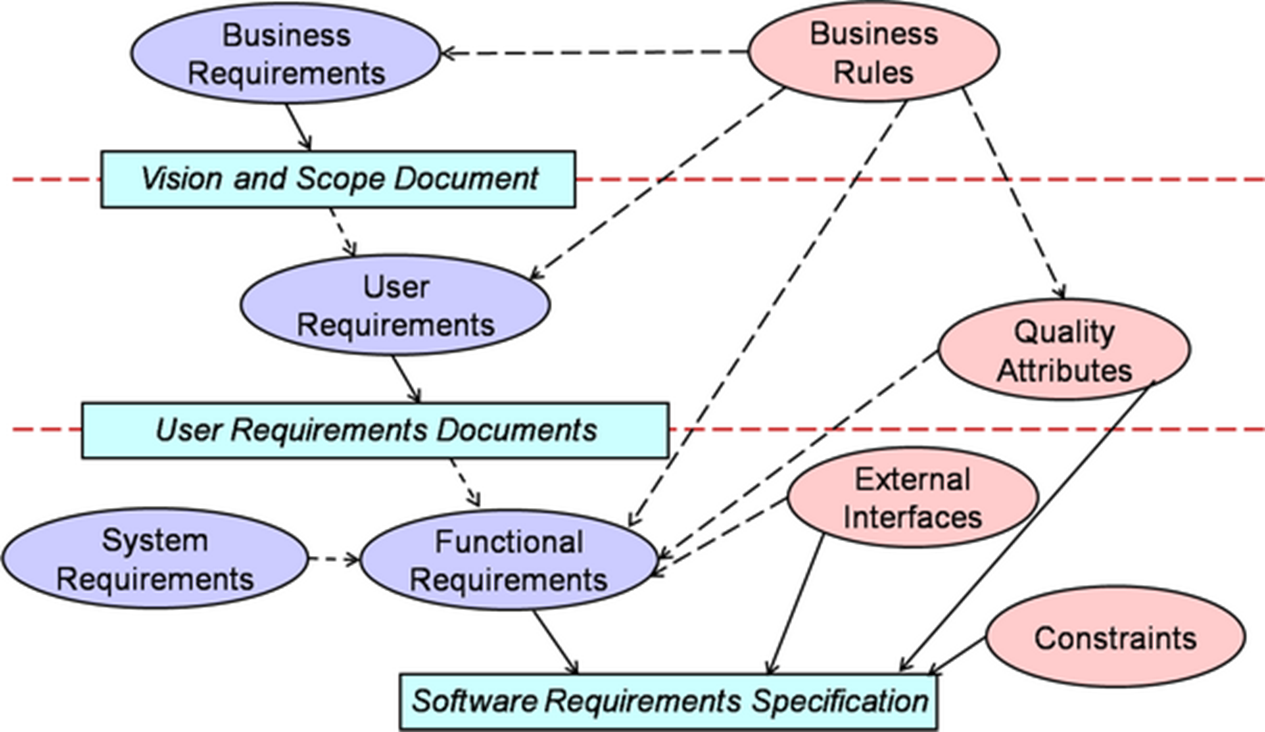 Business
Requirements
Business
Rules
Vision and Scope Document
User
Requirements
Quality
Attributes
User Requirements Documents
External
Interfaces
System
Requirements
Functional
Requirements
Constraints
Software Requirements Specification